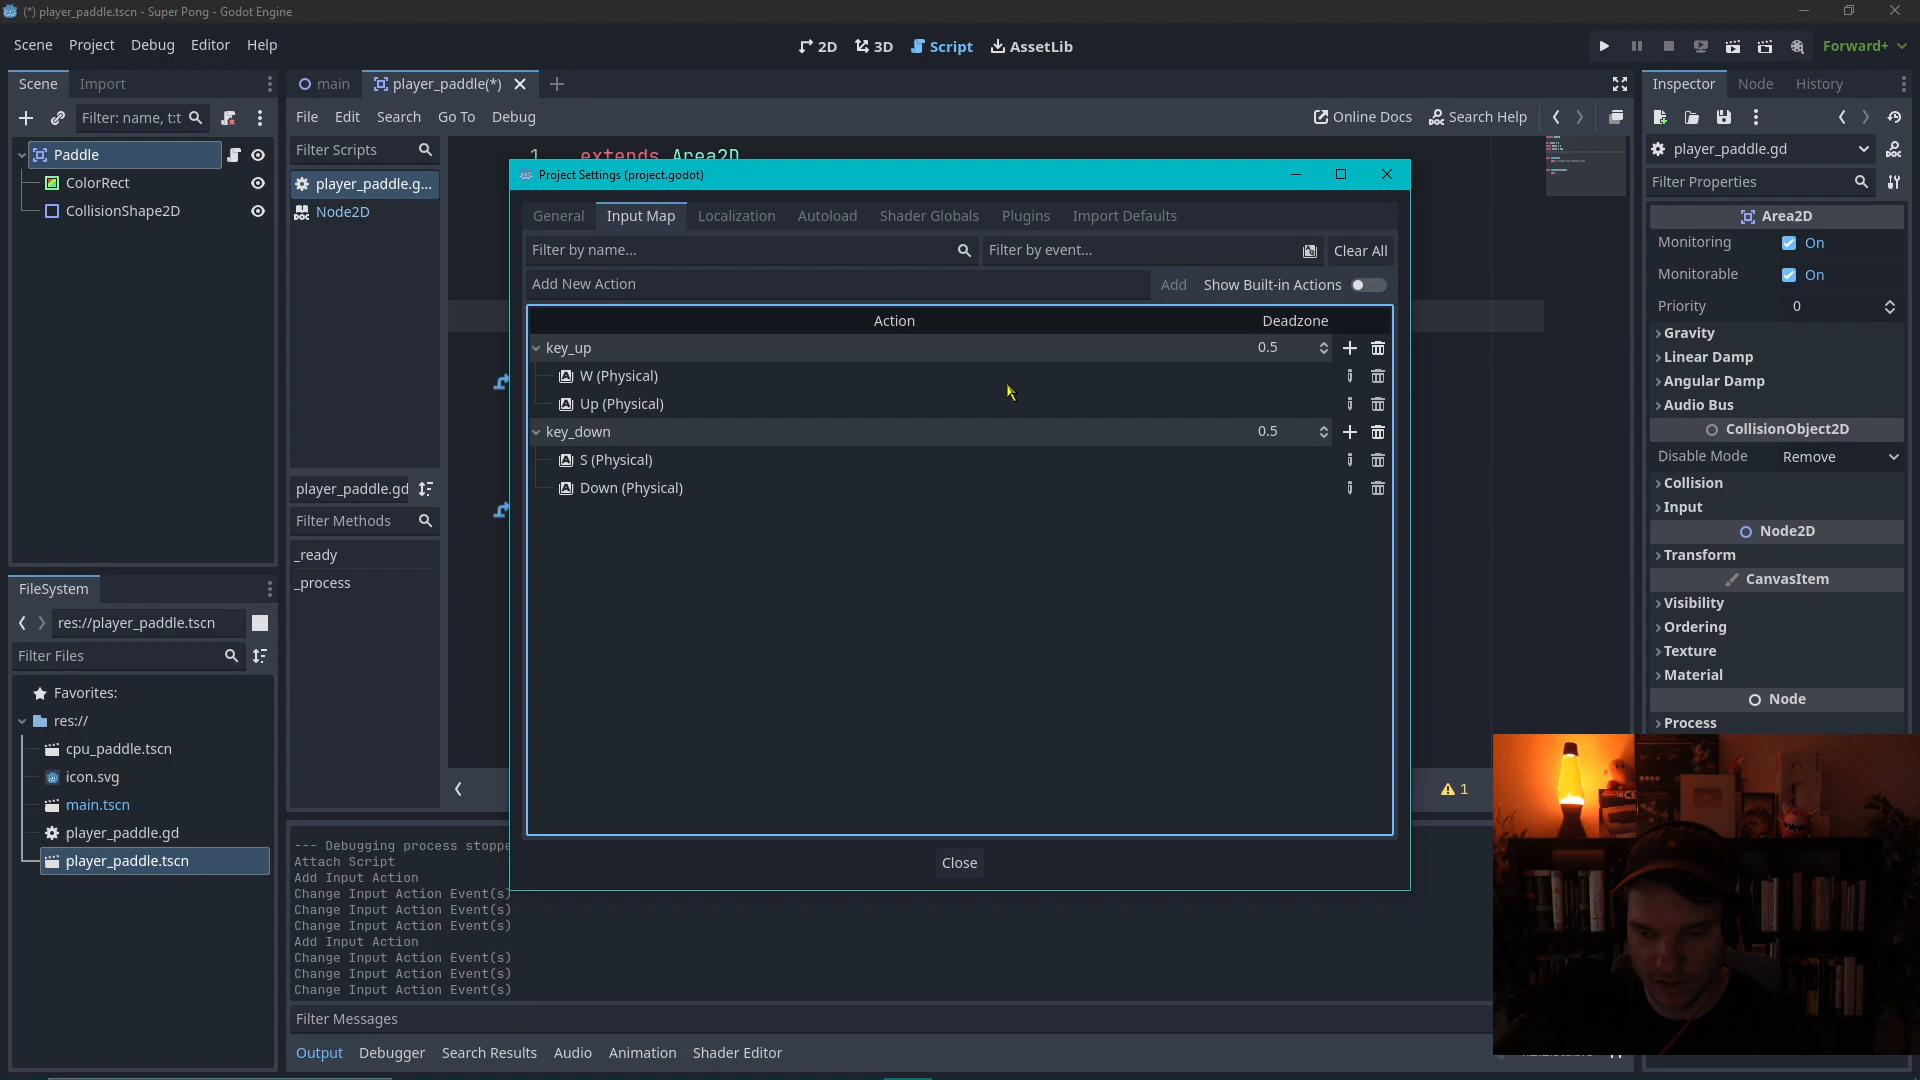 (*) player_paddle.tscn - Super Pong - Godot Engine
Scene Project Debug Editor Help
2D 3D Script AssetLib
Forward+
Scene Import
main player_paddle(*)
Inspector Node History
Filter: name, t:t
File Edit Search Go To Debug
Online Docs Search Help
Filter Scripts
1 extends Area2D
player_paddle.gd
Paddle
ColorRect
CollisionShape2D
player_paddle.g...
Node2D
Project Settings (project.godot)
General Input Map Localization Autoload Shader Globals Plugins Import Defaults
Filter by name... Filter by event... Clear All
Add New Action Add Show Built-in Actions
Action Deadzone
key_up 0.5
W (Physical)
Up (Physical)
key_down 0.5
S (Physical)
Down (Physical)
Close
Filter Properties
Area2D
Monitoring On
Monitorable On
Priority 0
Gravity
Linear Damp
Angular Damp
Audio Bus
CollisionObject2D
Disable Mode Remove
Collision
Input
Node2D
Transform
CanvasItem
Visibility
Ordering
Texture
Material
Node
Process
player_paddle.gd
Filter Methods
_ready
_process
1
FileSystem
res://player_paddle.tscn
Filter Files
Favorites:
res://
cpu_paddle.tscn
icon.svg
main.tscn
player_paddle.gd
player_paddle.tscn
--- Debugging process stoppe
Attach Script
Add Input Action
Change Input Action Event(s)
Change Input Action Event(s)
Change Input Action Event(s)
Add Input Action
Change Input Action Event(s)
Change Input Action Event(s)
Change Input Action Event(s)
Filter Messages
Output Debugger Search Results Audio Animation Shader Editor